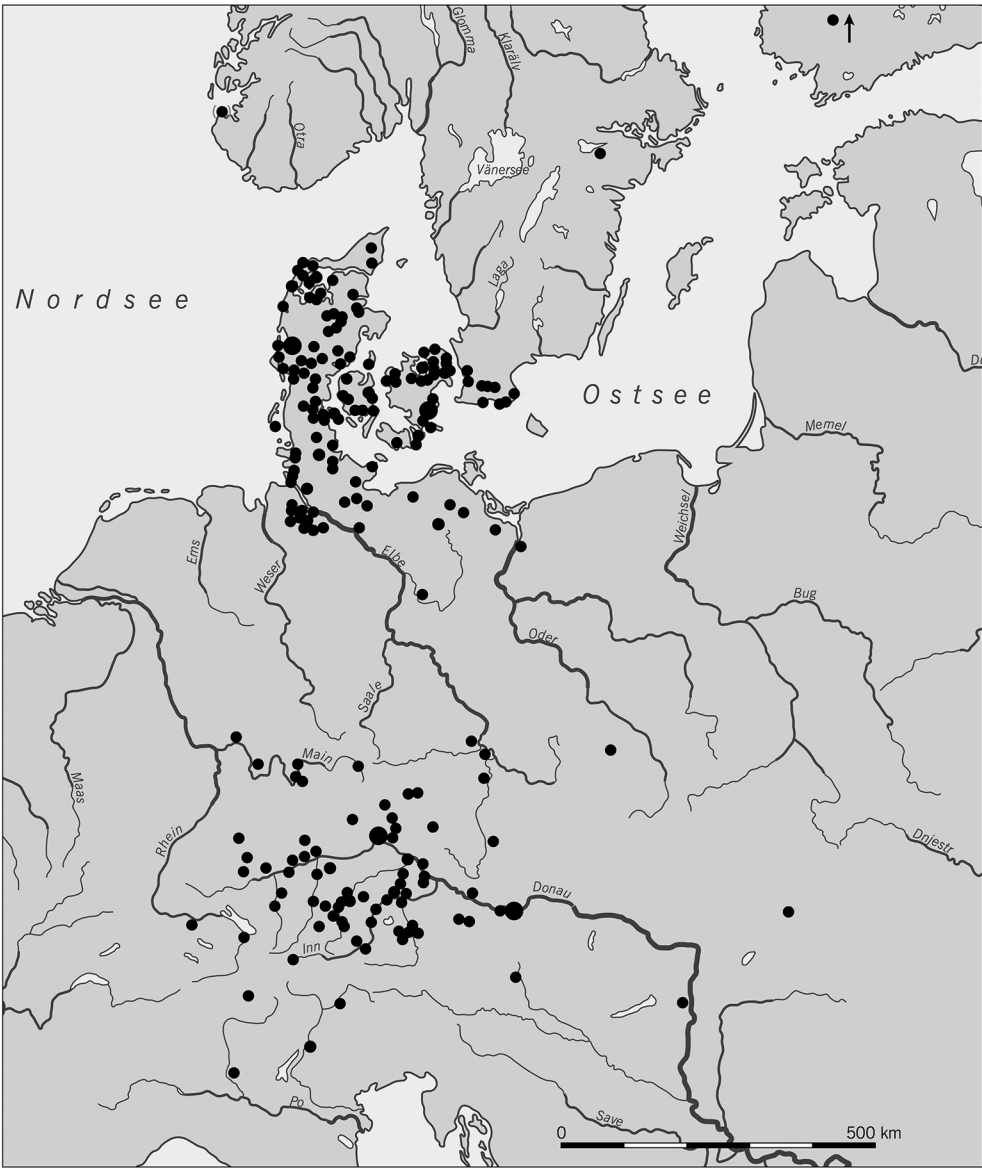 Glomma
Klarälv
Otra
Vänersee
Laga
Nordsee
Ostsee
Memel
Weichsel
Ems
Weser
Elbe
Bug
Oder
Saale
Main
Maas
Rhein
Dnjestr
Donau
Inn
Po
Save
0 500 km